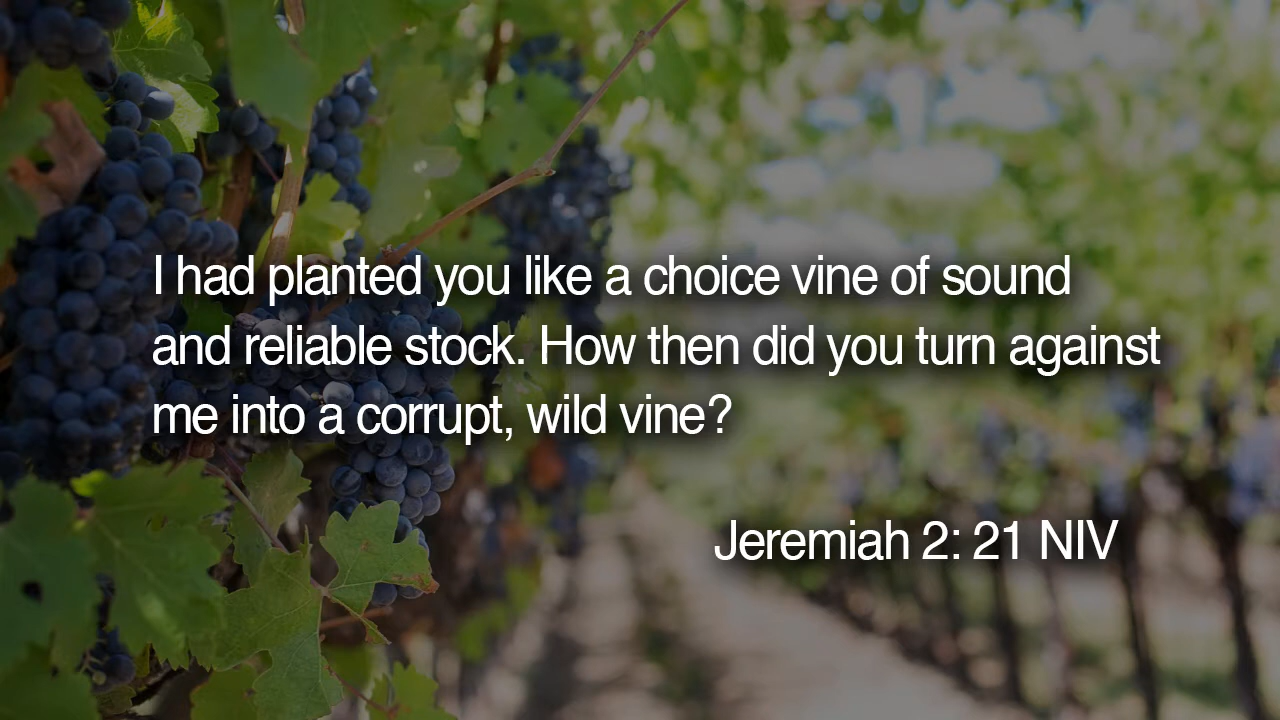 I had planted you like a choice vine of sound
and reliable stock. How then did you turn against
me into a corrupt, wild vine?
Jeremiah 2: 21 NIV